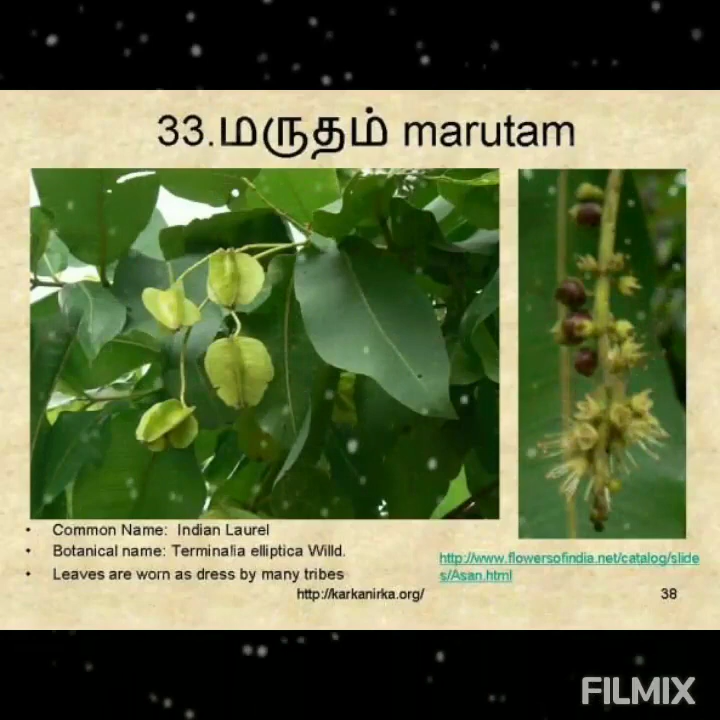 33.மருதம் marutam
• Common Name: Indian Laurel
• Botanical name: Terminalia elliptica Willd.
• Leaves are worn as dress by many tribes
http://www.flowersofindia.net/catalog/slide
s/Asan.html
http://karkanirka.org/
38
FILMIX